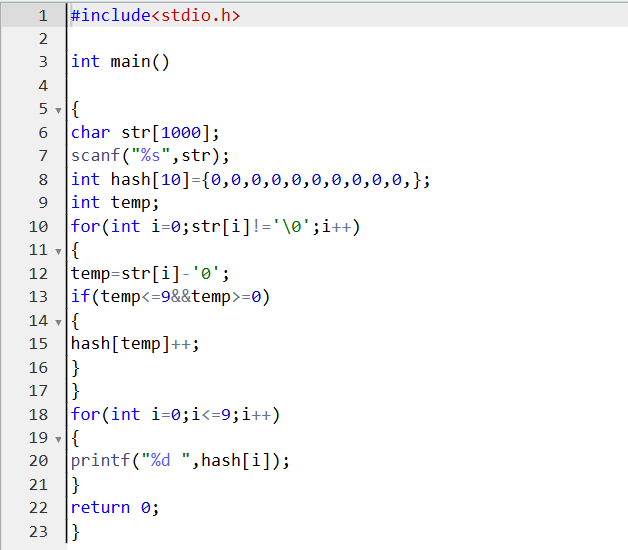 1 #include<stdio.h>
2
3 int main()
4
5 {
6 char str[1000];
7 scanf("%s",str);
8 int hash[10]={0,0,0,0,0,0,0,0,0,0,};
9 int temp;
10 for(int i=0;str[i]!='\0';i++)
11 {
12 temp=str[i]-'0';
13 if(temp<=9&&temp>=0)
14 {
15 hash[temp]++;
16 }
17 }
18 for(int i=0;i<=9;i++)
19 {
20 printf("%d ",hash[i]);
21 }
22 return 0;
23 }